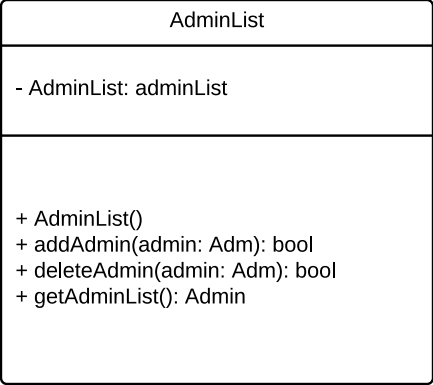 AdminList
- AdminList: adminList
+ AdminList()
+ addAdmin(admin: Adm): bool
+ deleteAdmin(admin: Adm): bool
+ getAdminList(): Admin